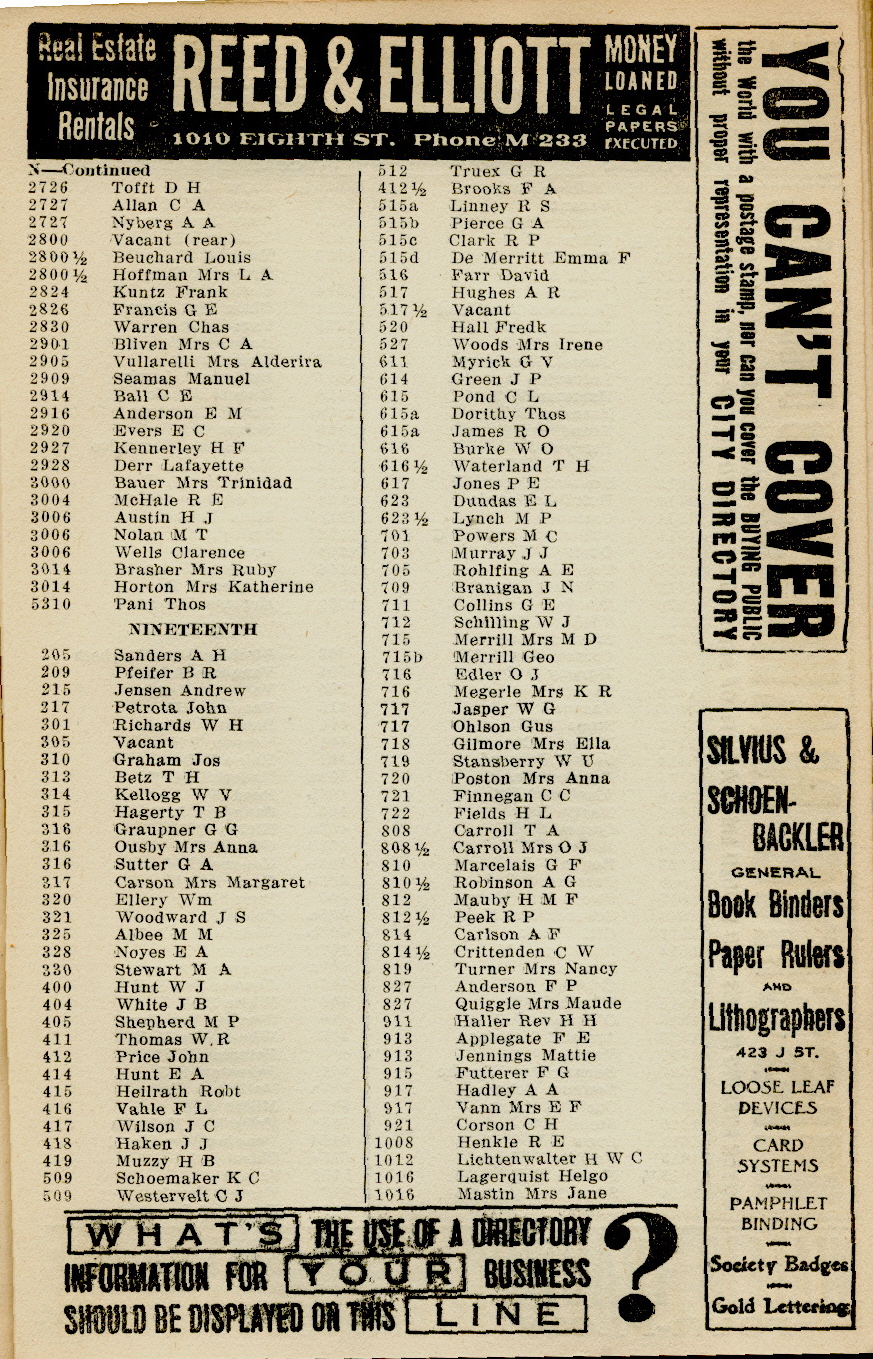 Real Estate
Insurance
Rentals
REED & ELLIOTT
1010 EIGHTH ST. Phone M 233
MONEY
LOANED
LEGAL
PAPERS
EXECUTED
N—Continued
2726 Tofft D H
2727 Allan C A
2727 Nyberg A A
2800 Vacant (rear)
2800½ Beuchard Louis
2800½ Hoffman Mrs L A
2824 Kuntz Frank
2826 Francis G E
2830 Warren Chas
2901 Bliven Mrs C A
2905 Vullarelli Mrs Alderira
2909 Seamas Manuel
2914 Ball C E
2916 Anderson E M
2920 Evers E C
2927 Kennerley H F
2928 Derr Lafayette
3000 Bauer Mrs Trinidad
3004 McHale R E
3006 Austin H J
3006 Nolan M T
3006 Wells Clarence
3014 Brasher Mrs Ruby
3014 Horton Mrs Katherine
5310 Pani Thos
NINETEENTH
205 Sanders A H
209 Pfeifer B R
215 Jensen Andrew
217 Petrota John
301 Richards W H
305 Vacant
310 Graham Jos
313 Betz T H
314 Kellogg W V
315 Hagerty T B
316 Graupner G G
316 Ousby Mrs Anna
316 Sutter G A
317 Carson Mrs Margaret
320 Ellery Wm
321 Woodward J S
325 Albee M M
328 Noyes E A
330 Stewart M A
400 Hunt W J
404 White J B
405 Shepherd M P
411 Thomas W.R
412 Price John
414 Hunt E A
415 Heilrath Robt
416 Vahle F L
417 Wilson J C
418 Haken J J
419 Muzzy H B
509 Schoemaker K C
509 Westervelt C J
512 Truex G R
412½ Brooks F A
515a Linney R S
515b Pierce G A
515c Clark R P
515d De Merritt Emma F
516 Farr David
517 Hughes A R
517½ Vacant
520 Hall Fredk
527 Woods Mrs Irene
611 Myrick G V
614 Green J P
615 Pond C L
615a Dorithy Thos
615a James R O
616 Burke W O
616½ Waterland T H
617 Jones P E
623 Dundas E L
623½ Lynch M P
701 Powers M C
703 Murray J J
705 Rohlfing A E
709 Branigan J N
711 Collins G E
712 Schilling W J
715 Merrill Mrs M D
715b Merrill Geo
716 Edler O J
716 Megerle Mrs K R
717 Jasper W G
717 Ohlson Gus
718 Gilmore Mrs Ella
719 Stansberry W U
720 Poston Mrs Anna
721 Finnegan C C
722 Fields H L
808 Carroll T A
808½ Carroll Mrs O J
810 Marcelais G F
810½ Robinson A G
812 Mauby H M F
812½ Peek R P
814 Carlson A F
814½ Crittenden C W
819 Turner Mrs Nancy
827 Anderson F P
827 Quiggle Mrs Maude
911 Haller Rev H H
913 Applegate F E
913 Jennings Mattie
915 Futterer F G
917 Hadley A A
917 Vann Mrs E F
921 Corson C H
1008 Henkle R E
1012 Lichtenwalter H W C
1016 Lagerquist Helgo
1016 Mastin Mrs Jane
YOU CAN'T COVER
the World with a postage stamp, nor can you cover the BUYING PUBLIC
without proper representation in your CITY DIRECTORY
SILVIUS &
SCHOEN-
BACKLER
GENERAL
Book Binders
Paper Rulers
AND
Lithographers
423 J ST.
LOOSE LEAF
DEVICES
CARD
SYSTEMS
PAMPHLET
BINDING
Society Badges
Gold Lettering
WHAT'S THE USE OF A DIRECTORY
INFORMATION FOR YOUR BUSINESS
SHOULD BE DISPLAYED ON THIS LINE
?